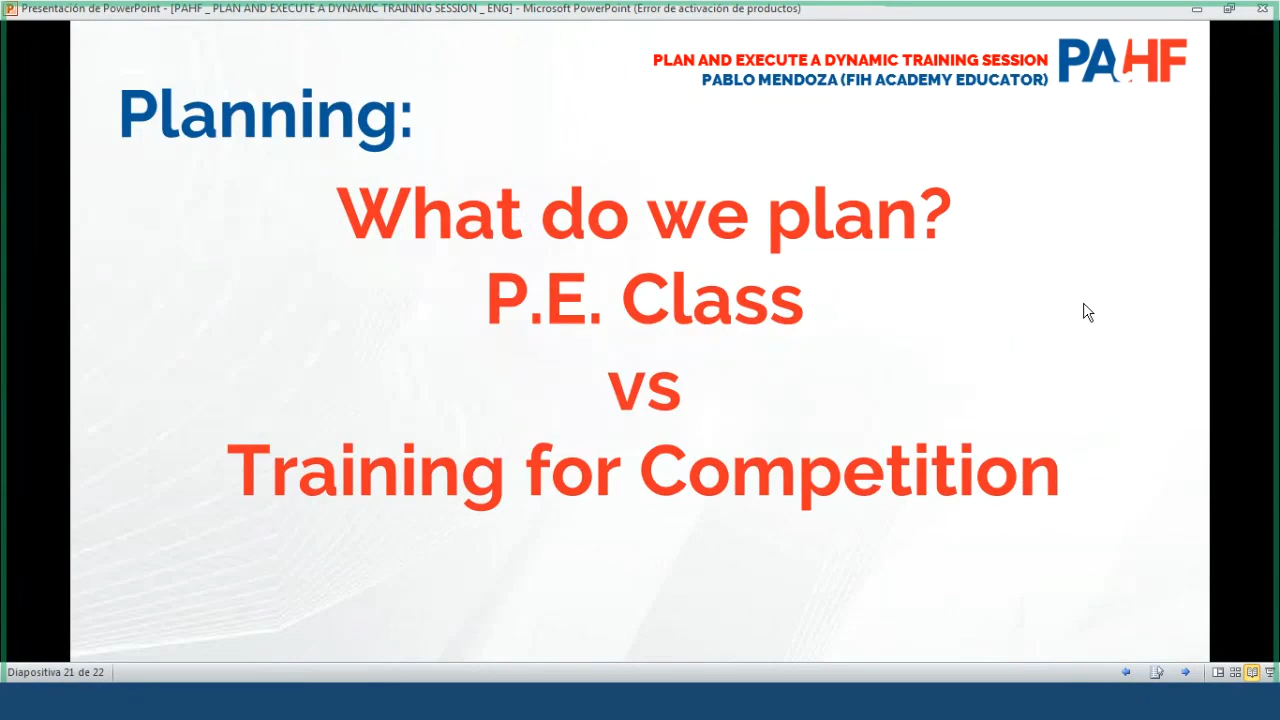 Presentación de PowerPoint - [PAHF _ PLAN AND EXECUTE A DYNAMIC TRAINING SESSION _ ENG] - Microsoft PowerPoint (Error de activación de productos)
PLAN AND EXECUTE A DYNAMIC TRAINING SESSION
PABLO MENDOZA (FIH ACADEMY EDUCATOR)
PAHF
Planning:
What do we plan?
P.E. Class
vs
Training for Competition
Diapositiva 21 de 22